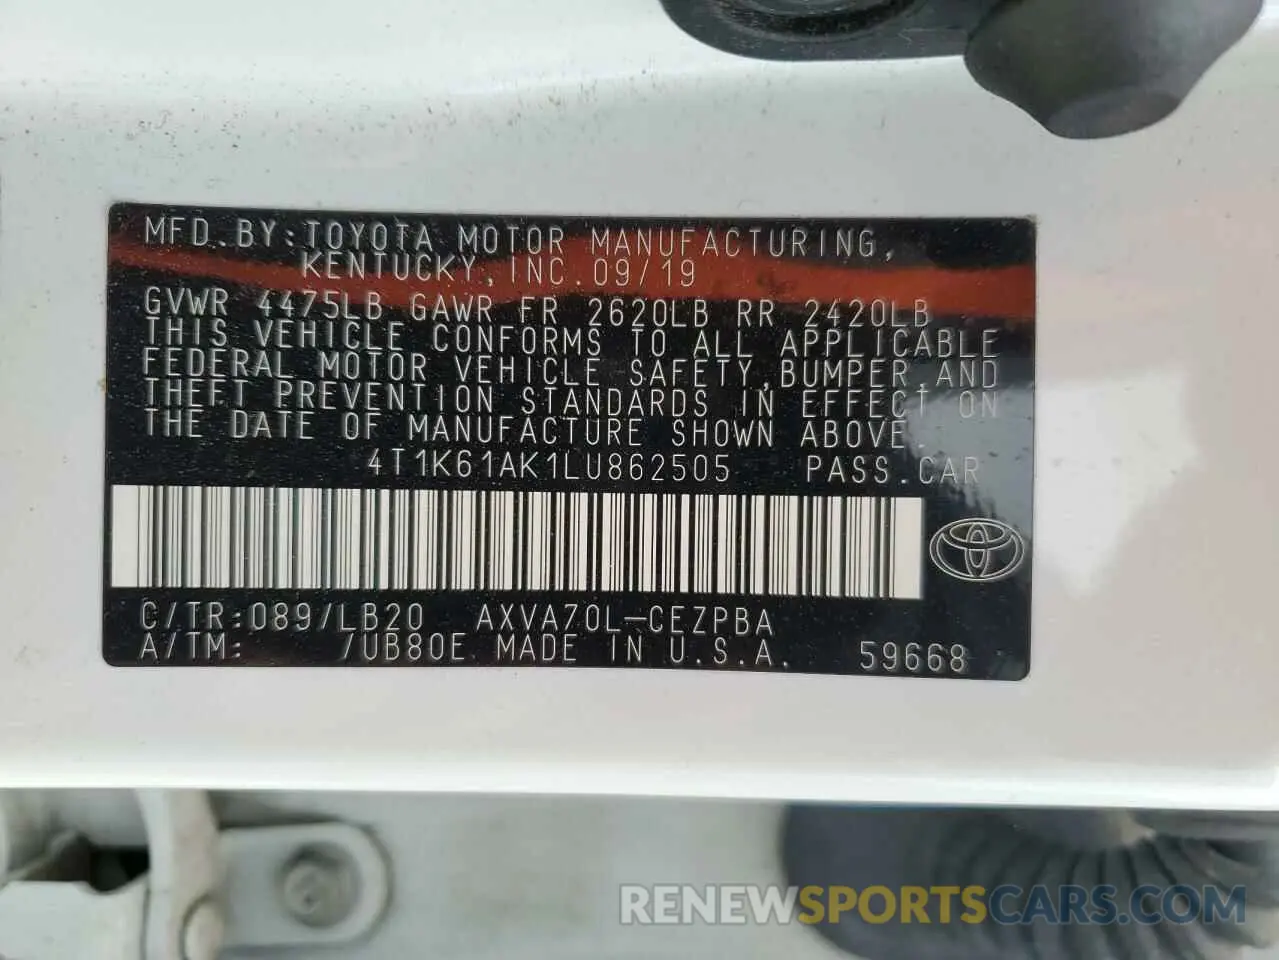 MFD.BY:TOYOTA MOTOR MANUFACTURING,
KENTUCKY,INC.09/19
GVWR 4475LB GAWR FR 2620LB RR 2420LB
THIS VEHICLE CONFORMS TO ALL APPLICABLE
FEDERAL MOTOR VEHICLE SAFETY,BUMPER,AND
THEFT PREVENTION STANDARDS IN EFFECT ON
THE DATE OF MANUFACTURE SHOWN ABOVE.
4T1K61AK1LU862505 PASS.CAR
C/TR:089/LB20 AXVA70L-CEZPBA
A/TM: /UB80E MADE IN U.S.A. 59668
RENEWSPORTSCARS.COM